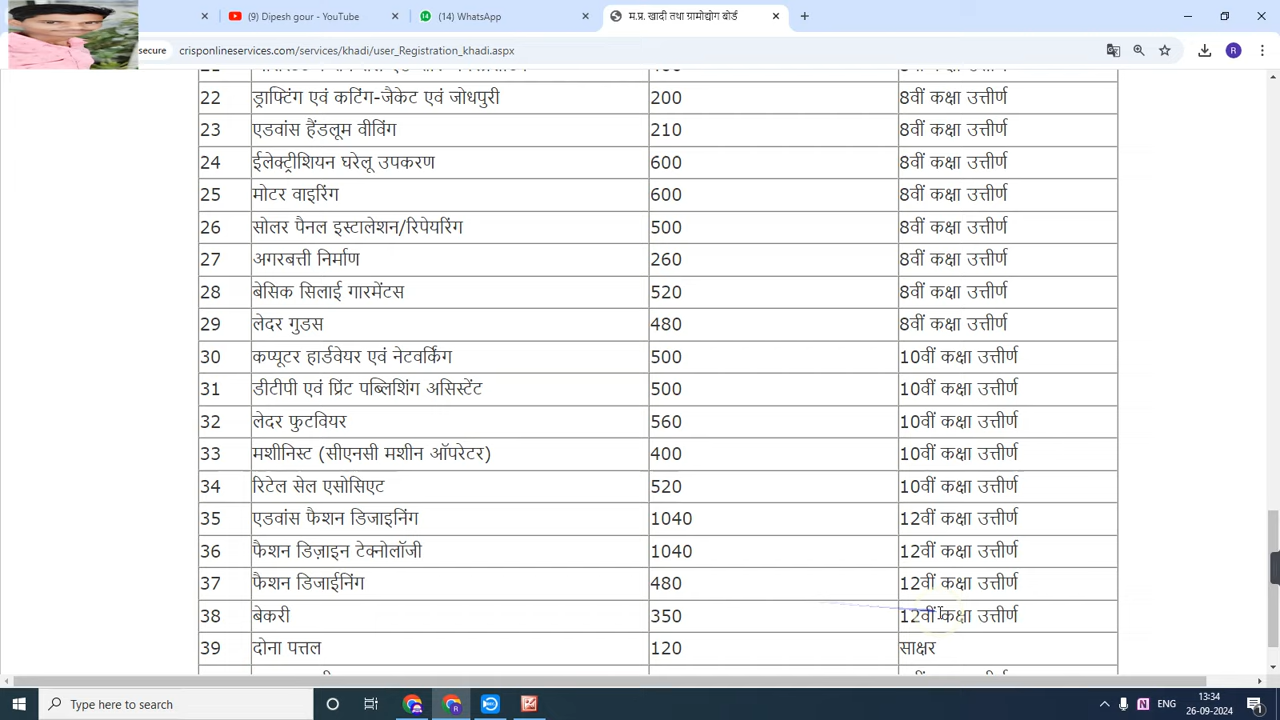 (9) Dipesh gour - YouTube
WhatsApp
म.प्र. खादी तथा ग्रामोद्योग बोर्ड
secure crisponlineservices.com/services/khadi/user_Registration_khadi.aspx
R
22 ड्राफ्टिंग एवं कटिंग-जैकेट एवं जोधपुरी 200 8वीं कक्षा उत्तीर्ण
23 एडवांस हैंडलूम वीविंग 210 8वीं कक्षा उत्तीर्ण
24 ईलेक्ट्रीशियन घरेलू उपकरण 600 8वीं कक्षा उत्तीर्ण
25 मोटर वाइरिंग 600 8वीं कक्षा उत्तीर्ण
26 सोलर पैनल इस्टालेशन/रिपेयरिंग 500 8वीं कक्षा उत्तीर्ण
27 अगरबत्ती निर्माण 260 8वीं कक्षा उत्तीर्ण
28 बेसिक सिलाई गारमेंटस 520 8वीं कक्षा उत्तीर्ण
29 लेदर गुडस 480 8वीं कक्षा उत्तीर्ण
30 कप्यूटर हार्डवेयर एवं नेटवर्किंग 500 10वीं कक्षा उत्तीर्ण
31 डीटीपी एवं प्रिंट पब्लिशिंग असिस्टेंट 500 10वीं कक्षा उत्तीर्ण
32 लेदर फुटवियर 560 10वीं कक्षा उत्तीर्ण
33 मशीनिस्ट (सीएनसी मशीन ऑपरेटर) 400 10वीं कक्षा उत्तीर्ण
34 रिटेल सेल एसोसिएट 520 10वीं कक्षा उत्तीर्ण
35 एडवांस फैशन डिजाइनिंग 1040 12वीं कक्षा उत्तीर्ण
36 फैशन डिज़ाइन टेक्नोलॉजी 1040 12वीं कक्षा उत्तीर्ण
37 फैशन डिजाईनिंग 480 12वीं कक्षा उत्तीर्ण
38 बेकरी 350 12वीं कक्षा उत्तीर्ण
39 दोना पत्तल 120 साक्षर
Type here to search
13:34
26-09-2024